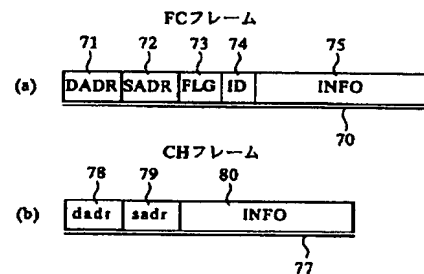 FCフレーム
71 72 73 74 75
(a) DADR SADR FLG ID INFO
70
CHフレーム
78 79 80
(b) dadr sadr INFO
77